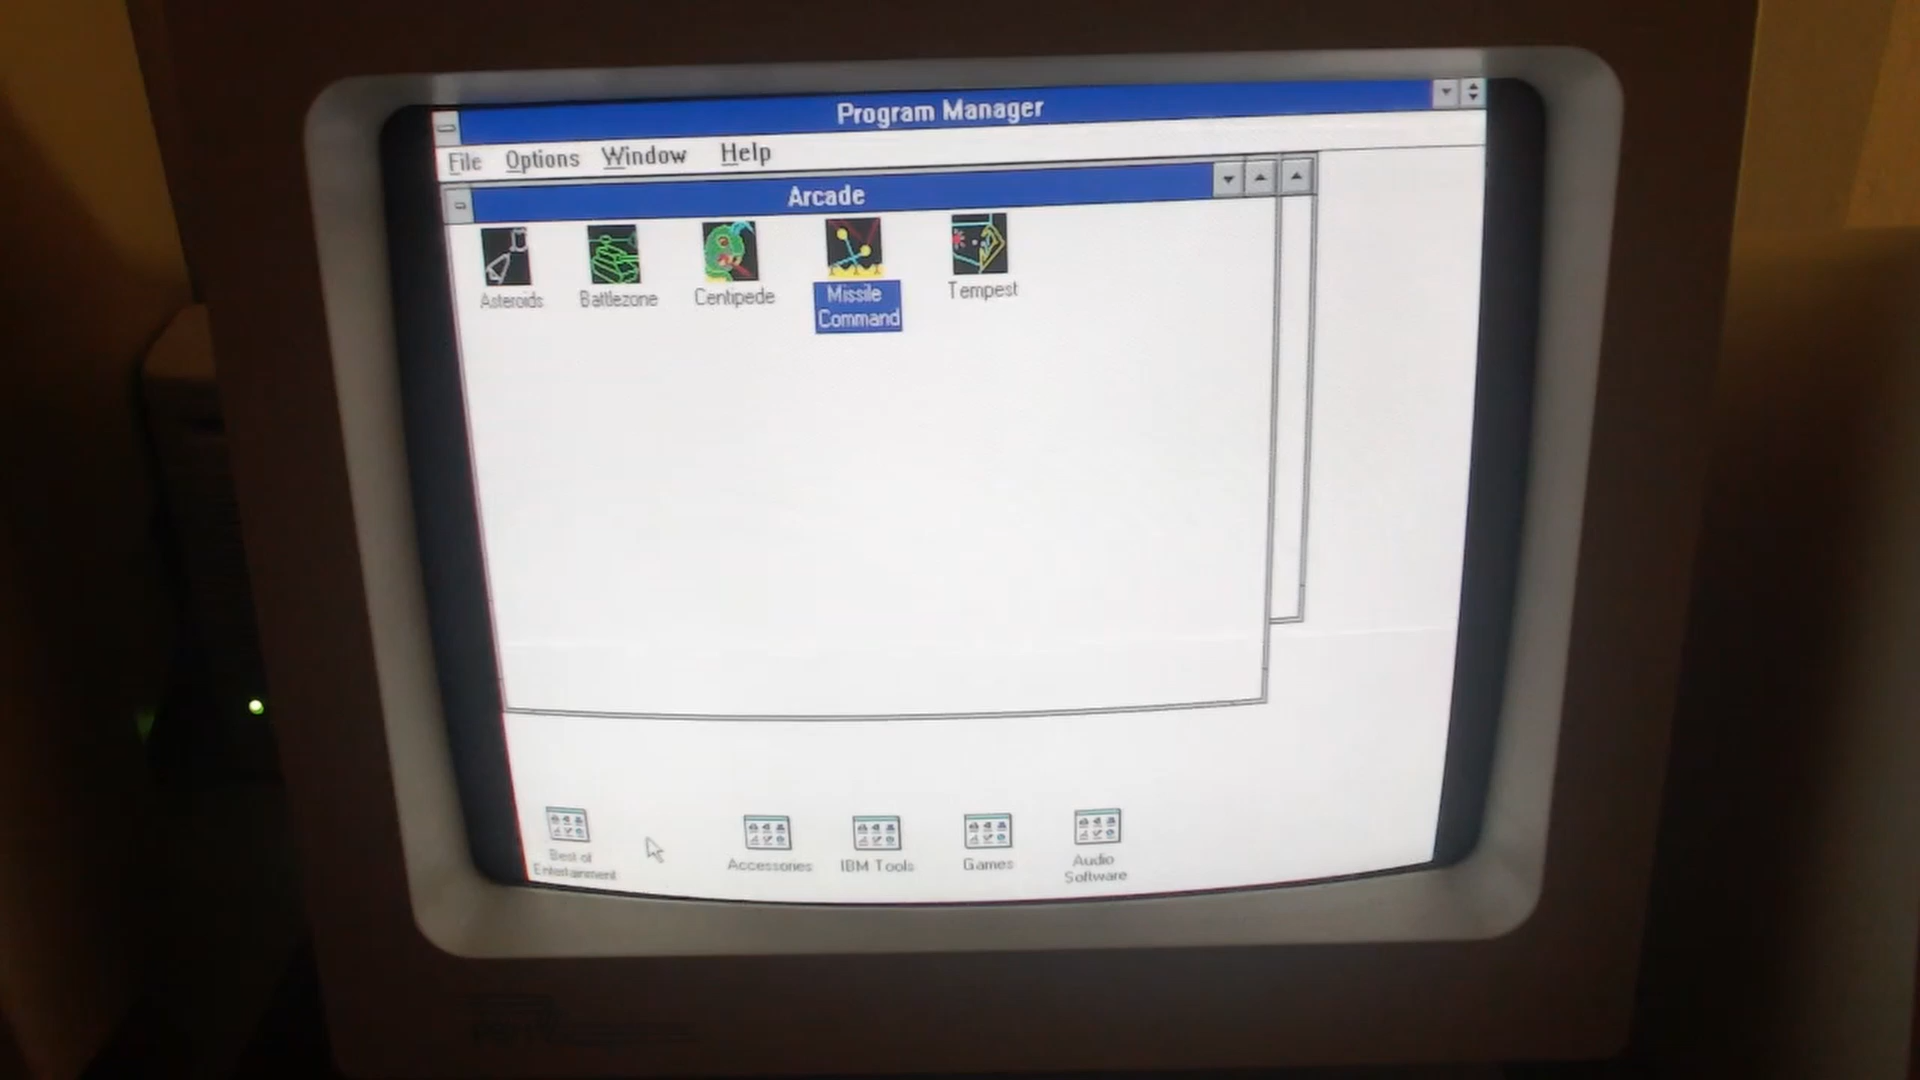 Program Manager
File Options Window Help
Arcade
Asteroids Battlezone Centipede Missile Command Tempest
Best of Entertainment Accessories IBM Tools Games Audio Software